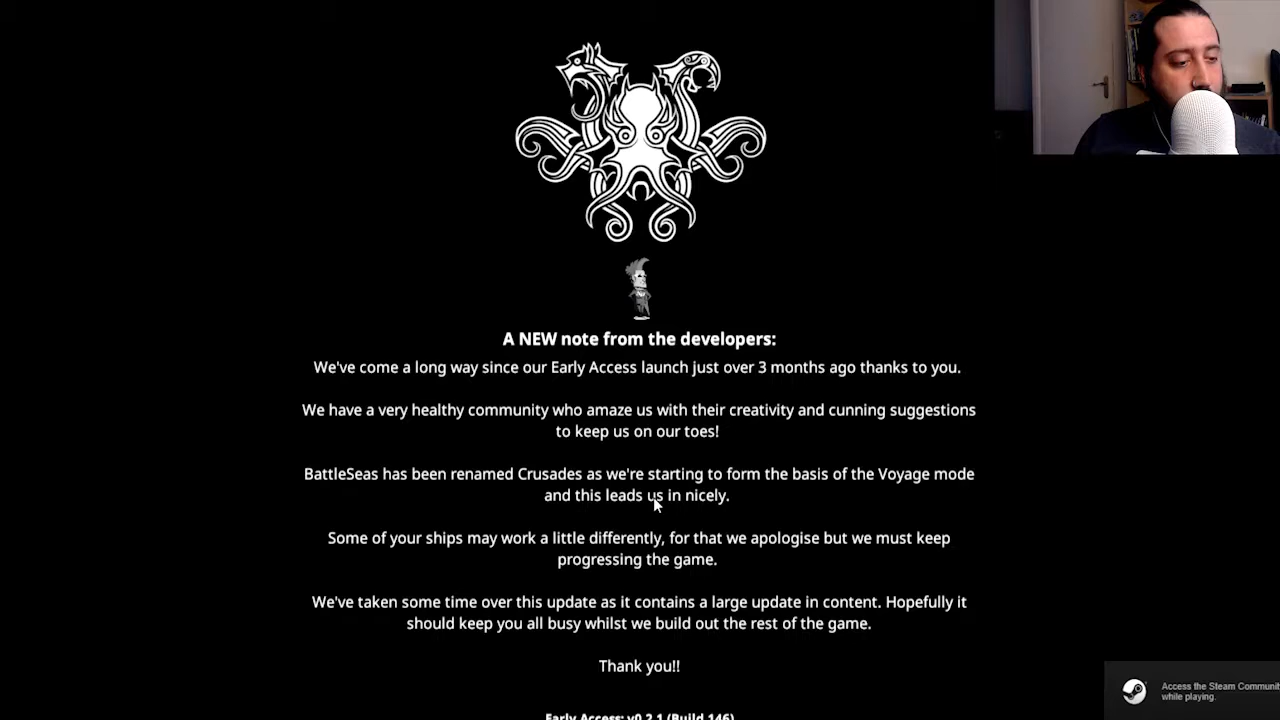 A NEW note from the developers:
We've come a long way since our Early Access launch just over 3 months ago thanks to you.
We have a very healthy community who amaze us with their creativity and cunning suggestions
to keep us on our toes!
BattleSeas has been renamed Crusades as we're starting to form the basis of the Voyage mode
and this leads us in nicely.
Some of your ships may work a little differently, for that we apologise but we must keep
progressing the game.
We've taken some time over this update as it contains a large update in content. Hopefully it
should keep you all busy whilst we build out the rest of the game.
Thank you!!
Access the Steam Communit
while playing.
Early Access: v0.2.1 (Build 146)